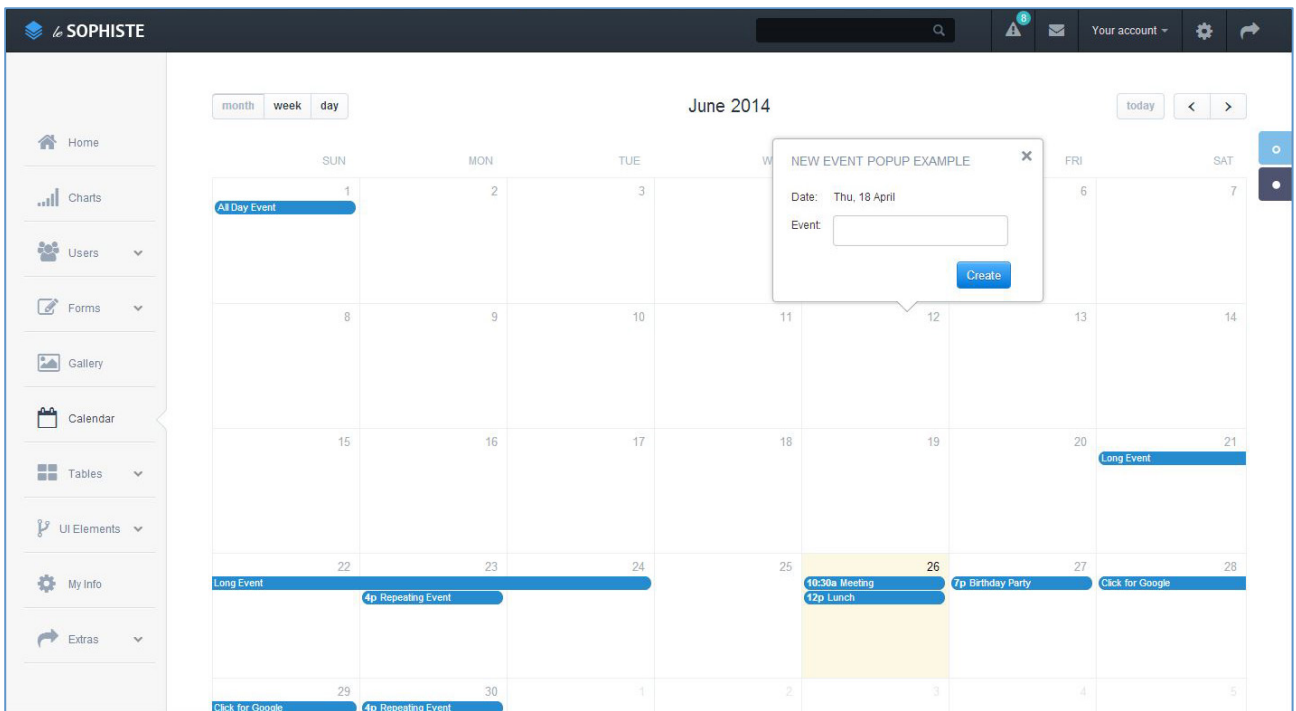 le SOPHISTE
8
Your account
month week day
June 2014
today
Home
Charts
Users
Forms
Gallery
Calendar
Tables
UI Elements
My Info
Extras
SUN MON TUE W FRI SAT
NEW EVENT POPUP EXAMPLE
Date: Thu, 18 April
Event:
Create
1 2 3 6 7
All Day Event
8 9 10 11 12 13 14
15 16 17 18 19 20 21
Long Event
22 23 24 25 26 27 28
Long Event 10:30a Meeting 7p Birthday Party Click for Google
4p Repeating Event 12p Lunch
29 30 1 2 3 4 5
Click for Google 4p Repeating Event